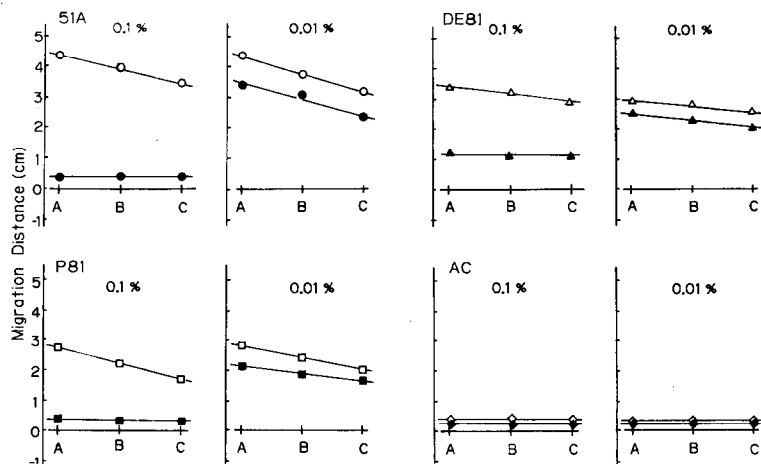 51A
0.1 %
0.01 %
DE81
0.1 %
0.01 %
5
4
3
2
1
0
-1
A B C
A B C
A B C
A B C
Migration Distance (cm)
P81
0.1 %
0.01 %
AC
0.1 %
0.01 %
5
4
3
2
1
0
-1
A B C
A B C
A B C
A B C